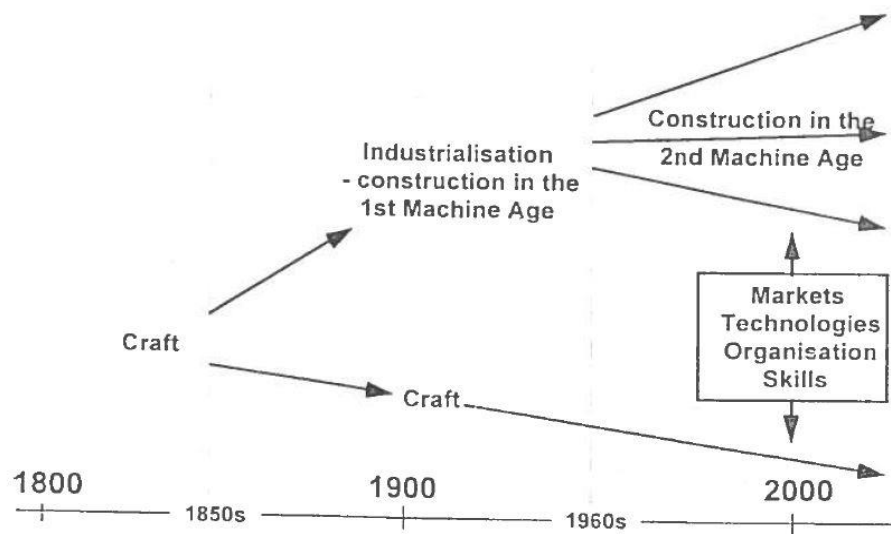 Construction in the
2nd Machine Age
Industrialisation
- construction in the
1st Machine Age
Markets
Technologies
Organisation
Skills
Craft
Craft
1800
1900
2000
1850s
1960s